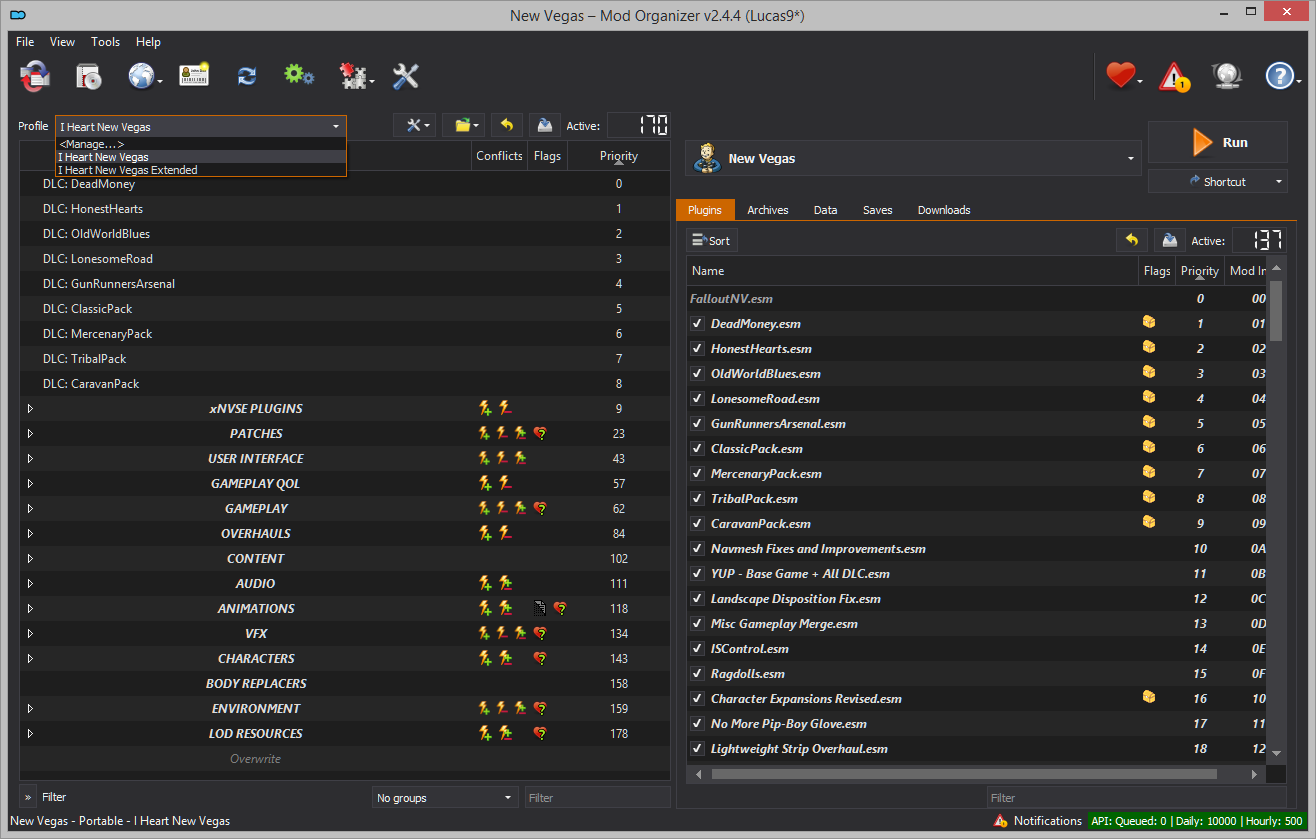 New Vegas – Mod Organizer v2.4.4 (Lucas9*)
File View Tools Help
1
Profile I Heart New Vegas Active: 170
<Manage...>
I Heart New Vegas
I Heart New Vegas Extended
Conflicts Flags Priority
DLC: DeadMoney 0
DLC: HonestHearts 1
DLC: OldWorldBlues 2
DLC: LonesomeRoad 3
DLC: GunRunnersArsenal 4
DLC: ClassicPack 5
DLC: MercenaryPack 6
DLC: TribalPack 7
DLC: CaravanPack 8
xNVSE PLUGINS 9
PATCHES 23
USER INTERFACE 43
GAMEPLAY QOL 57
GAMEPLAY 62
OVERHAULS 84
CONTENT 102
AUDIO 111
ANIMATIONS 118
VFX 134
CHARACTERS 143
BODY REPLACERS 158
ENVIRONMENT 159
LOD RESOURCES 178
Overwrite
» Filter No groups Filter
New Vegas Run
Shortcut
Plugins Archives Data Saves Downloads
Sort Active: 137
Name Flags Priority Mod In
FalloutNV.esm 0 00
DeadMoney.esm 1 01
HonestHearts.esm 2 02
OldWorldBlues.esm 3 03
LonesomeRoad.esm 4 04
GunRunnersArsenal.esm 5 05
ClassicPack.esm 6 06
MercenaryPack.esm 7 07
TribalPack.esm 8 08
CaravanPack.esm 9 09
Navmesh Fixes and Improvements.esm 10 0A
YUP - Base Game + All DLC.esm 11 0B
Landscape Disposition Fix.esm 12 0C
Misc Gameplay Merge.esm 13 0D
ISControl.esm 14 0E
Ragdolls.esm 15 0F
Character Expansions Revised.esm 16 10
No More Pip-Boy Glove.esm 17 11
Lightweight Strip Overhaul.esm 18 12
Filter
New Vegas - Portable - I Heart New Vegas Notifications API: Queued: 0 | Daily: 10000 | Hourly: 500